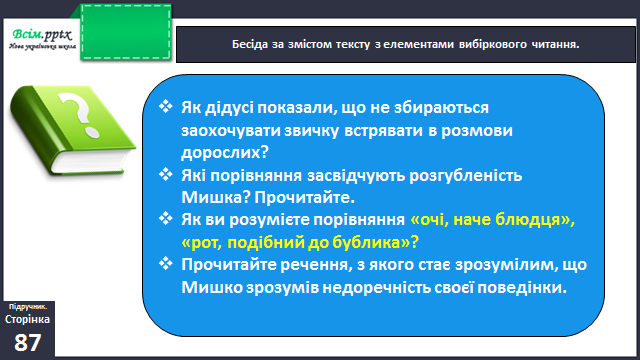 Всім.pptx
Нова українська школа
Бесіда за змістом тексту з елементами вибіркового читання.
❖ Як дідусі показали, що не збираються
заохочувати звичку встрявати в розмови
дорослих?
❖ Які порівняння засвідчують розгубленість
Мишка? Прочитайте.
❖ Як ви розумієте порівняння «очі, наче блюдця»,
«рот, подібний до бублика»?
❖ Прочитайте речення, з якого стає зрозумілим, що
Мишко зрозумів недоречність своєї поведінки.
?
Підручник.
Сторінка
87